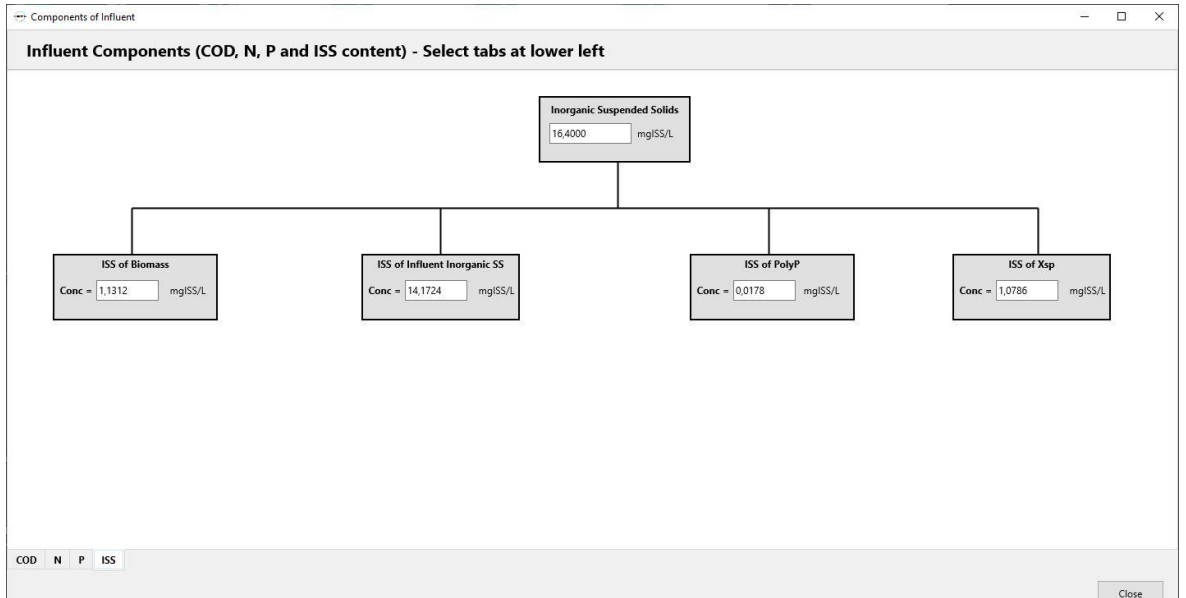 Components of Influent
Influent Components (COD, N, P and ISS content) - Select tabs at lower left
Inorganic Suspended Solids
16,4000 mgISS/L
ISS of Biomass
Conc = 1,1312 mgISS/L
ISS of Influent Inorganic SS
Conc = 14,1724 mgISS/L
ISS of PolyP
Conc = 0,0178 mgISS/L
ISS of Xsp
Conc = 1,0786 mgISS/L
COD N P ISS
Close